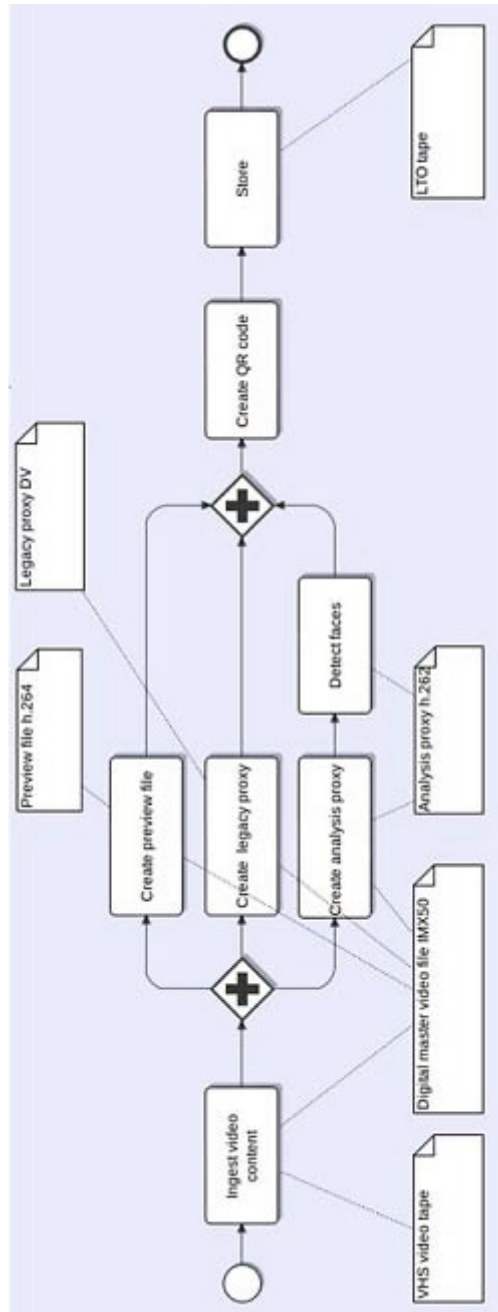 Legacy proxy DV
Preview file h.264
Ingest video
content
Create preview file
Create legacy proxy
Create analysis proxy
Detect faces
Create QR code
Store
VHS video tape
Digital master video file IMX50
Analysis proxy h.262
LTO tape